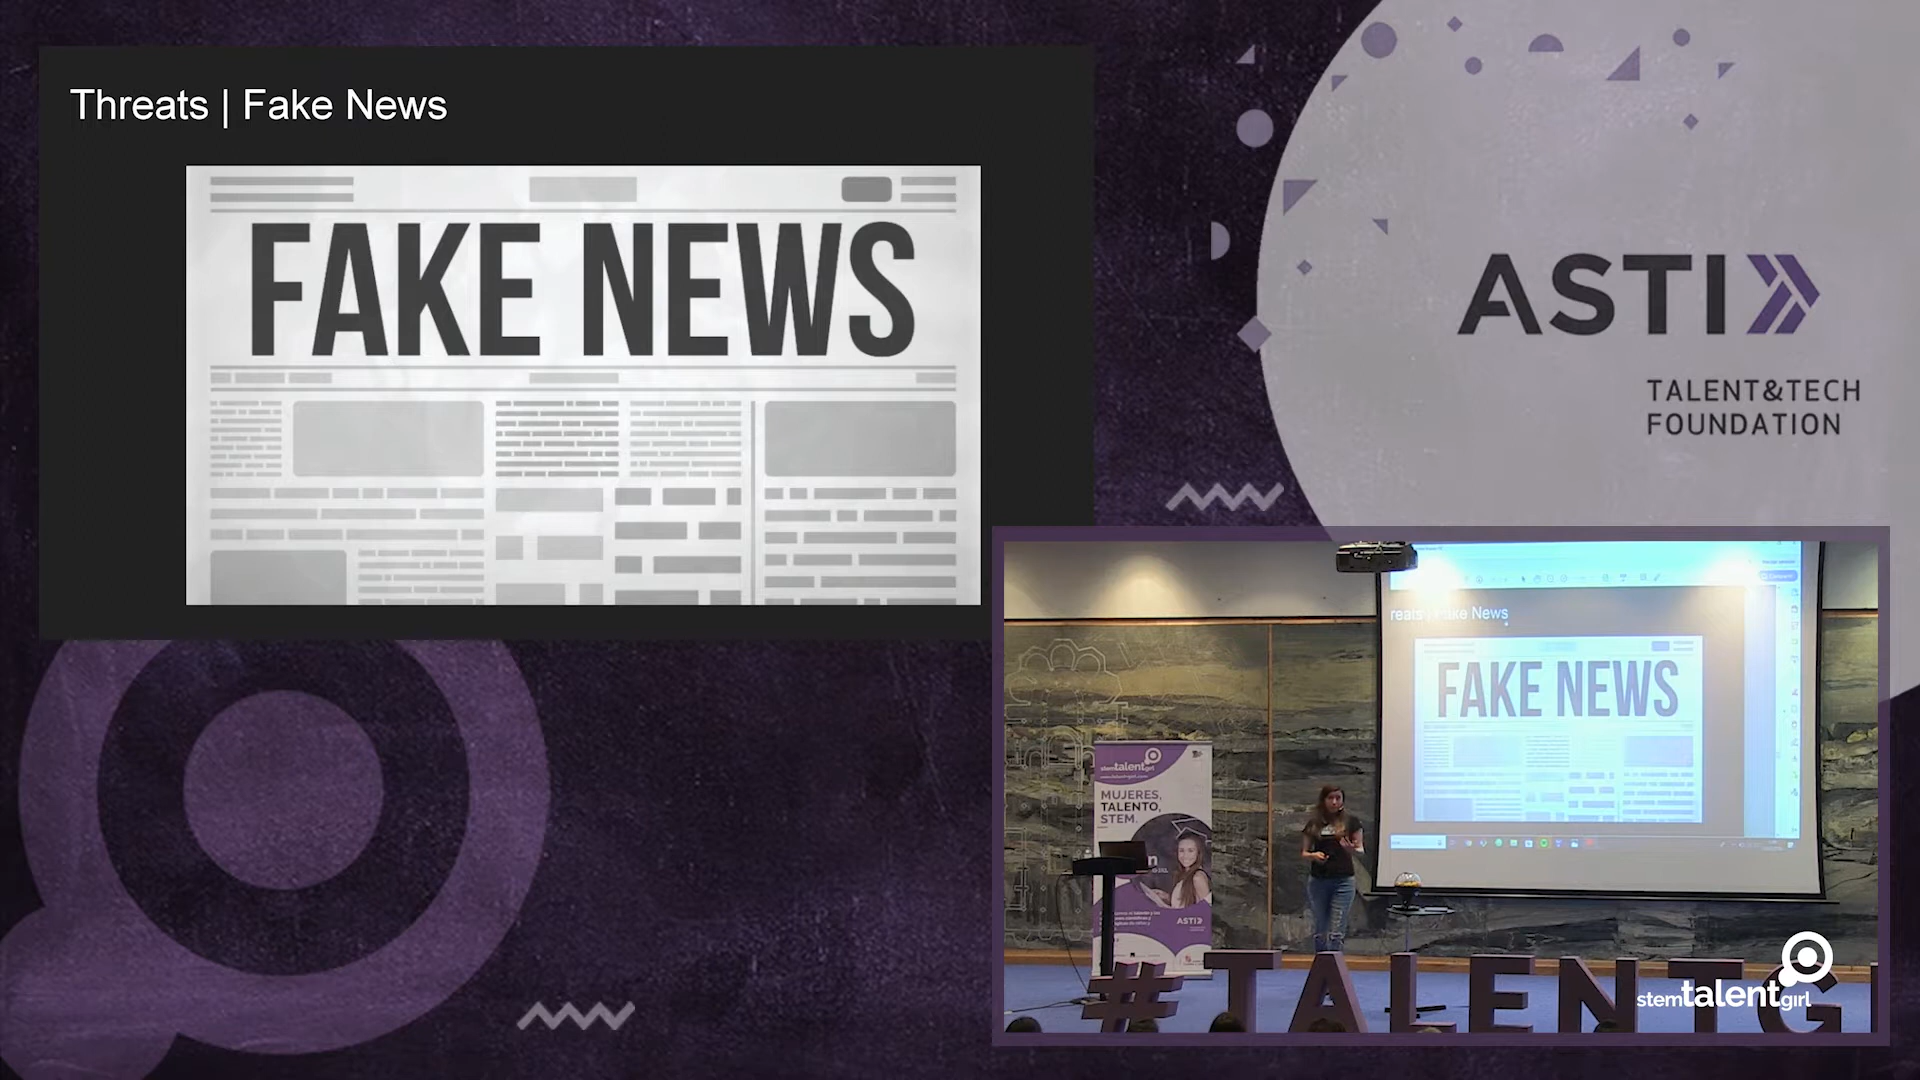 Threats | Fake News
FAKE NEWS
ASTI
TALENT&TECH
FOUNDATION
Fake News
FAKE NEWS
stemtalentgirl
MUJERES,
TALENTO,
STEM.
ASTI
#TALENTG
stemtalentgirl